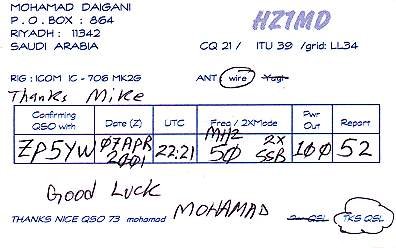 MOHAMAD DAIGANI
P.O.BOX : 864
RIYADH : 11342
SAUDI ARABIA
HZ1MD
CQ 21 / ITU 39 /grid: LL34
RIG : ICOM IC - 706 MK2G ANT : wire Yagi
Thanks Mike
Confirming QSO with Date (Z) UTC Freq / 2XMode Pwr Out Report
ZP5YW 07APR 2001 22:21 MHZ 50 2X SSB 100 52
Good Luck
THANKS NICE QSO 73 mohamad MOHAMAD Pse QSL TKS QSL